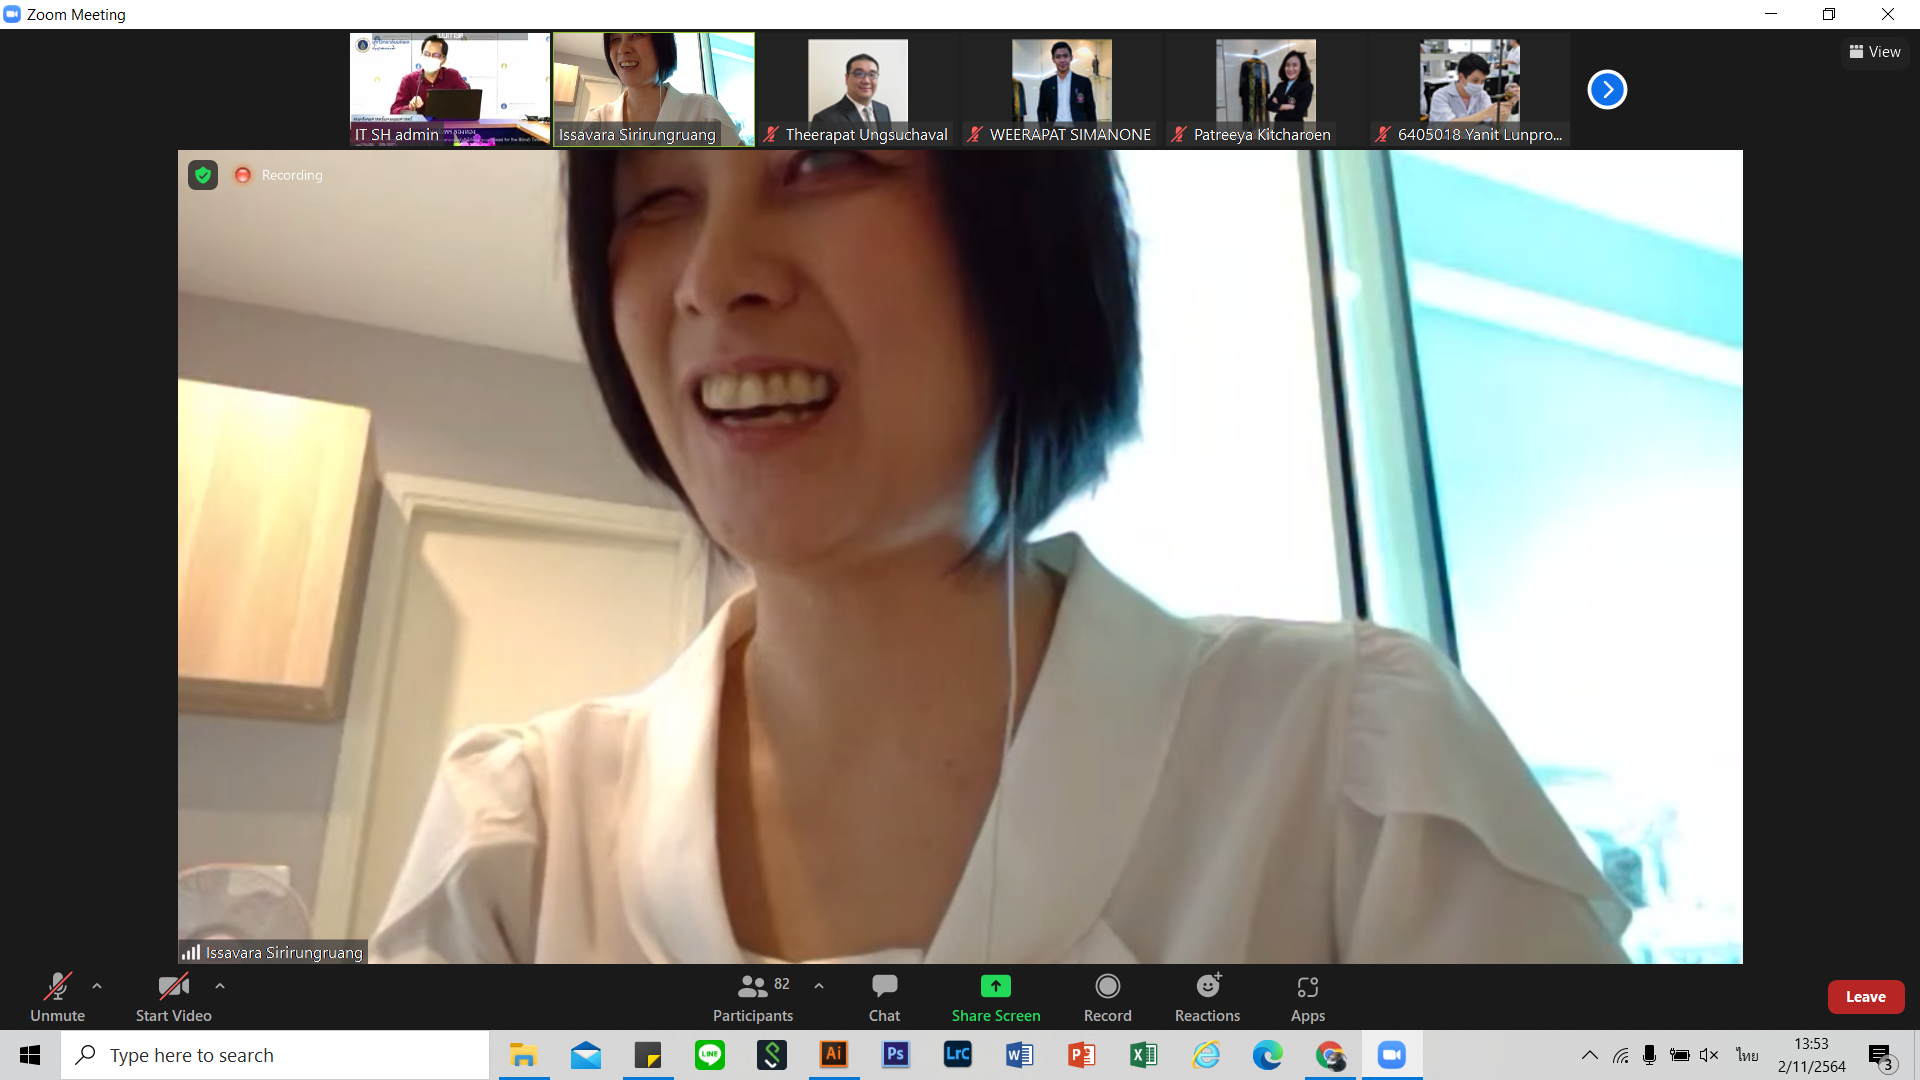 Zoom Meeting
View
IT SH admin
Issavara Sirirungruang
Theerapat Ungsuchaval
WEERAPAT SIMANONE
Patreeya Kitcharoen
6405018 Yanit Lunpro...
Recording
Issavara Sirirungruang
Unmute
Start Video
82
Participants
Chat
Share Screen
Record
Reactions
Apps
Leave
Type here to search
LINE
Ai
Ps
LrC
ไทย
13:53
2/11/2564
3